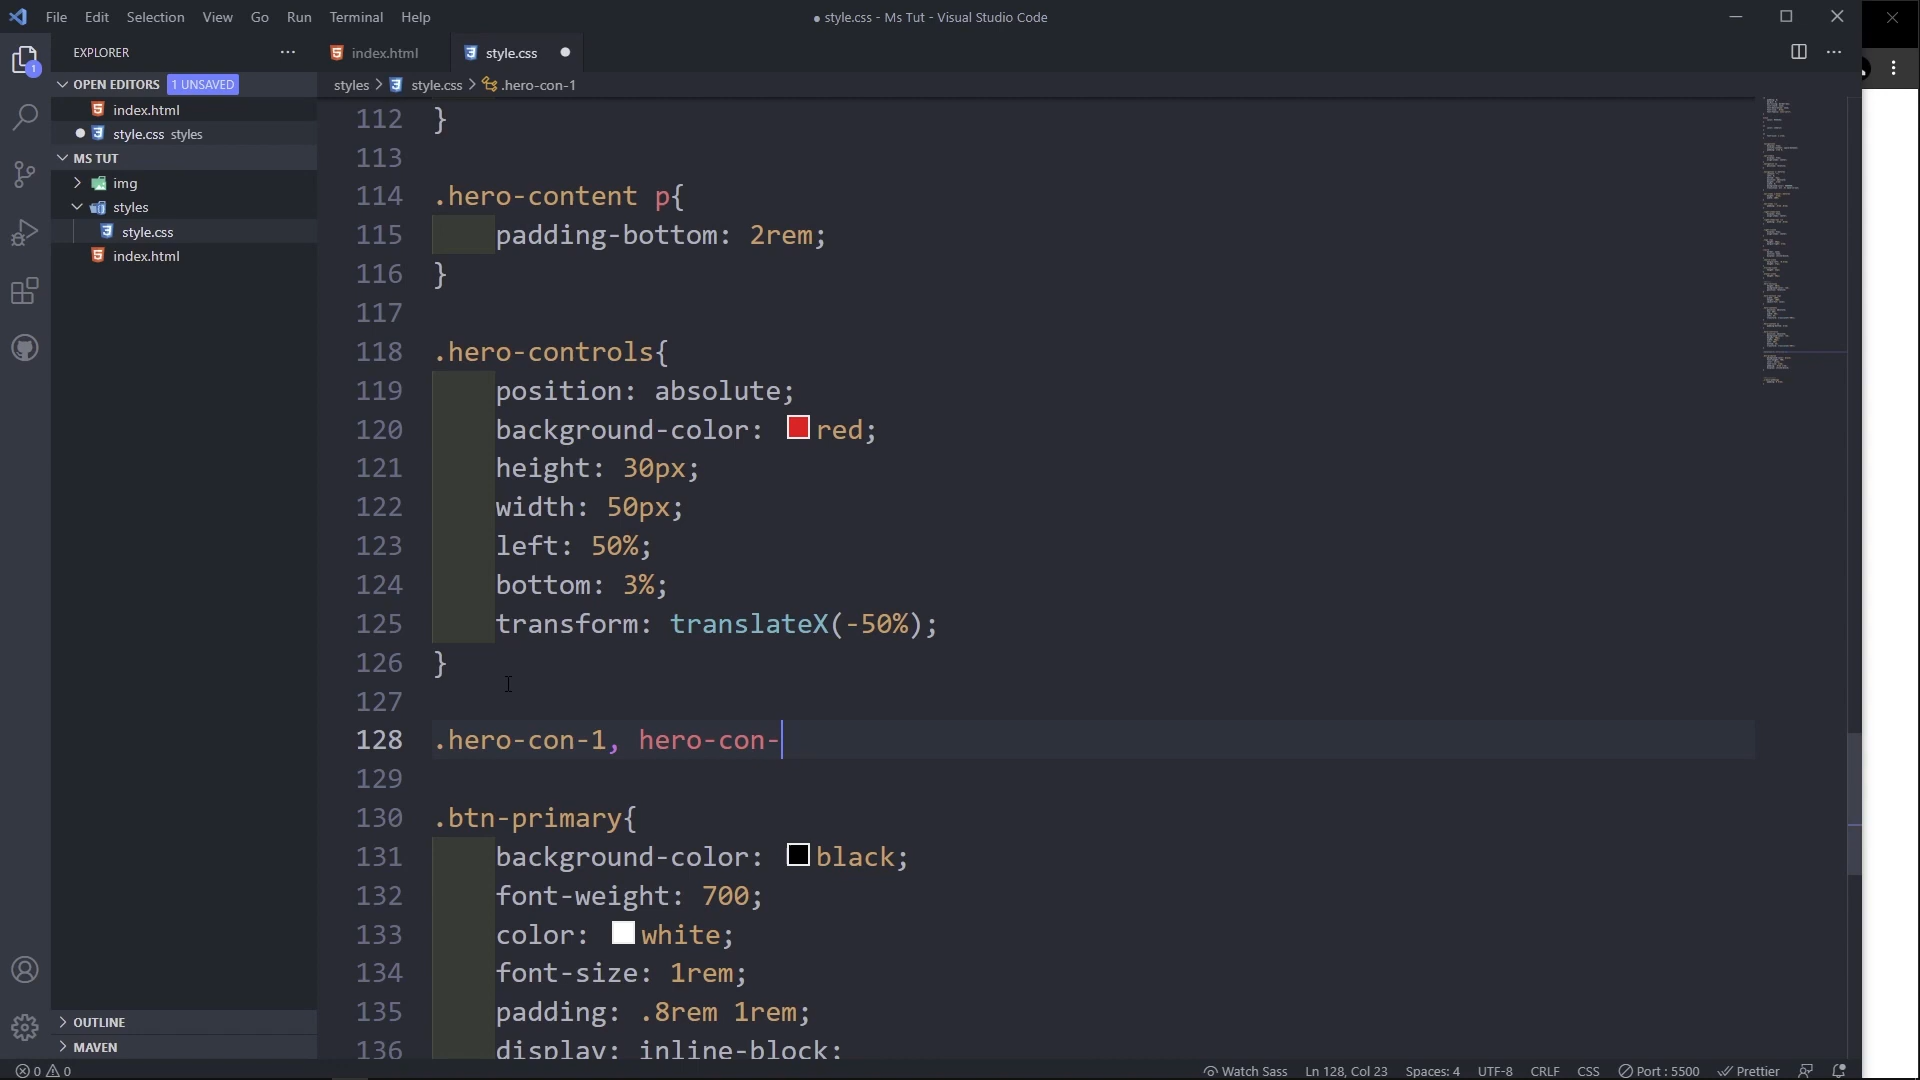 File Edit Selection View Go Run Terminal Help
● style.css - Ms Tut - Visual Studio Code
EXPLORER
index.html
style.css
OPEN EDITORS 1 UNSAVED
styles > style.css > .hero-con-1
index.html
style.css styles
MS TUT
img
styles
style.css
index.html
112 }
113
114 .hero-content p{
115 padding-bottom: 2rem;
116 }
117
118 .hero-controls{
119 position: absolute;
120 background-color: red;
121 height: 30px;
122 width: 50px;
123 left: 50%;
124 bottom: 3%;
125 transform: translateX(-50%);
126 }
127
128 .hero-con-1, hero-con-
129
130 .btn-primary{
131 background-color: black;
132 font-weight: 700;
133 color: white;
134 font-size: 1rem;
135 padding: .8rem 1rem;
136 display: inline-block;
1
OUTLINE
MAVEN
0 0
Watch Sass Ln 128, Col 23 Spaces: 4 UTF-8 CRLF CSS Port : 5500 Prettier